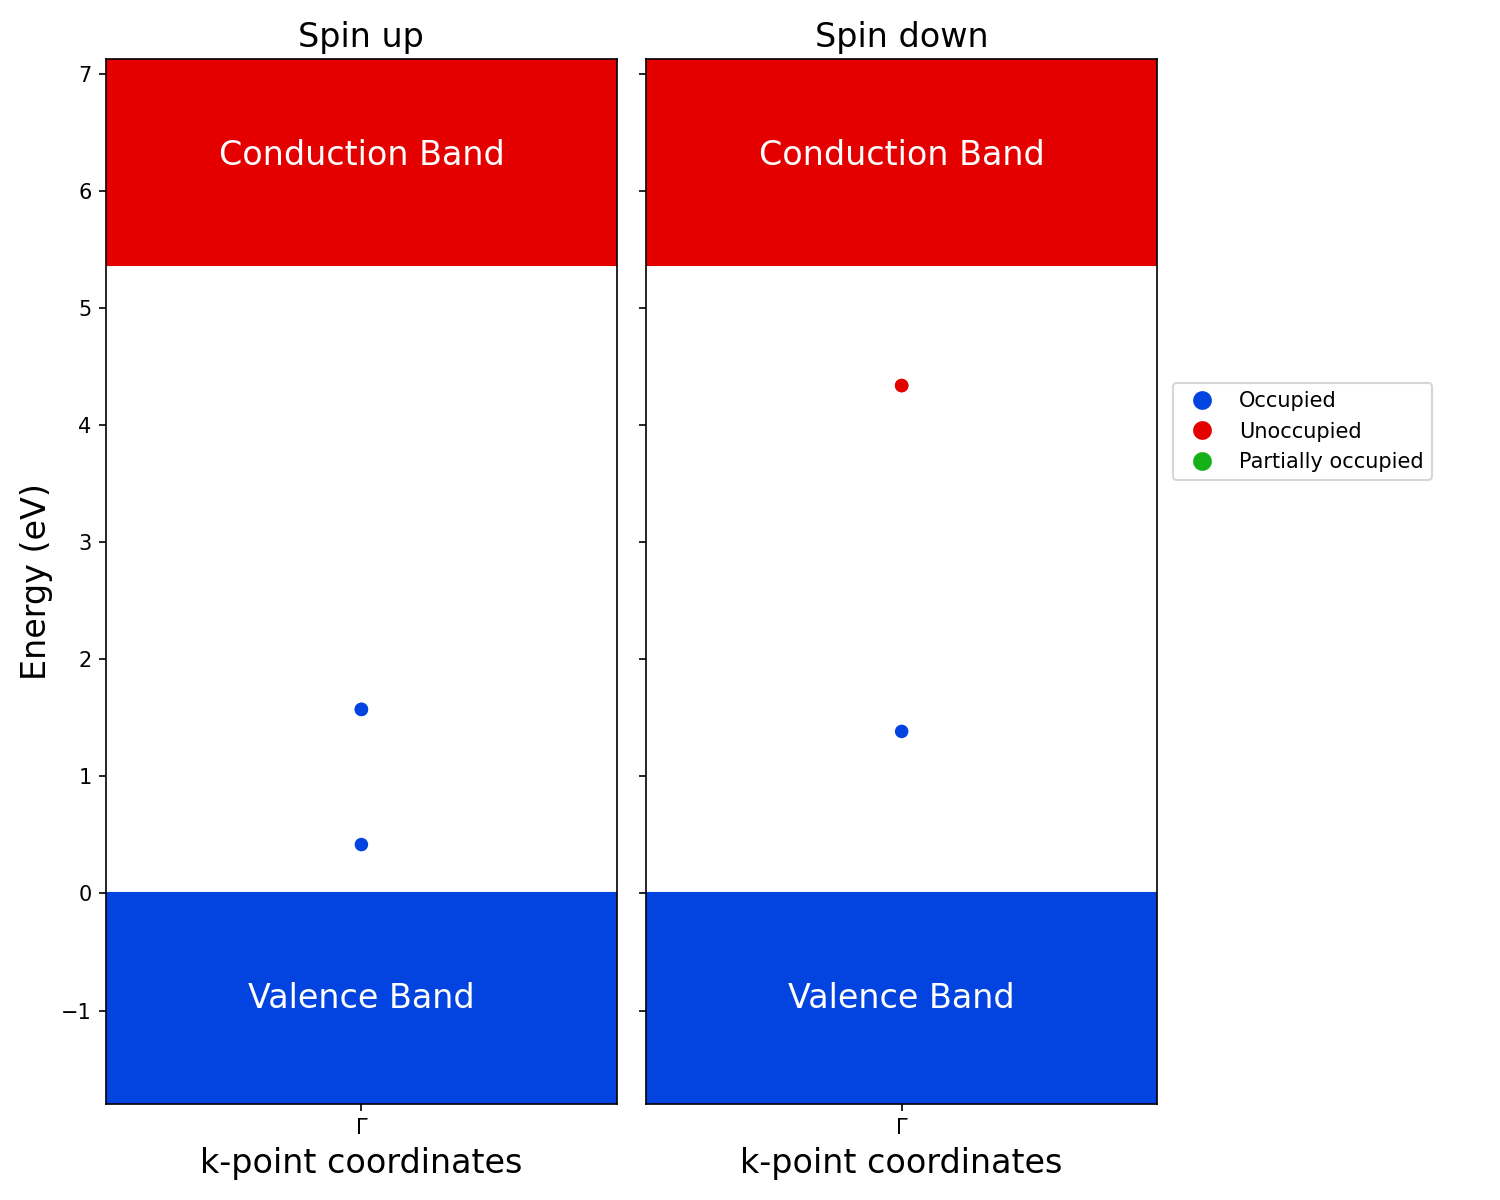 Spin up
Spin down
7
6
5
4
3
2
1
0
−1
Energy (eV)
Conduction Band
Conduction Band
Valence Band
Valence Band
Γ
Γ
k-point coordinates
k-point coordinates
Occupied
Unoccupied
Partially occupied